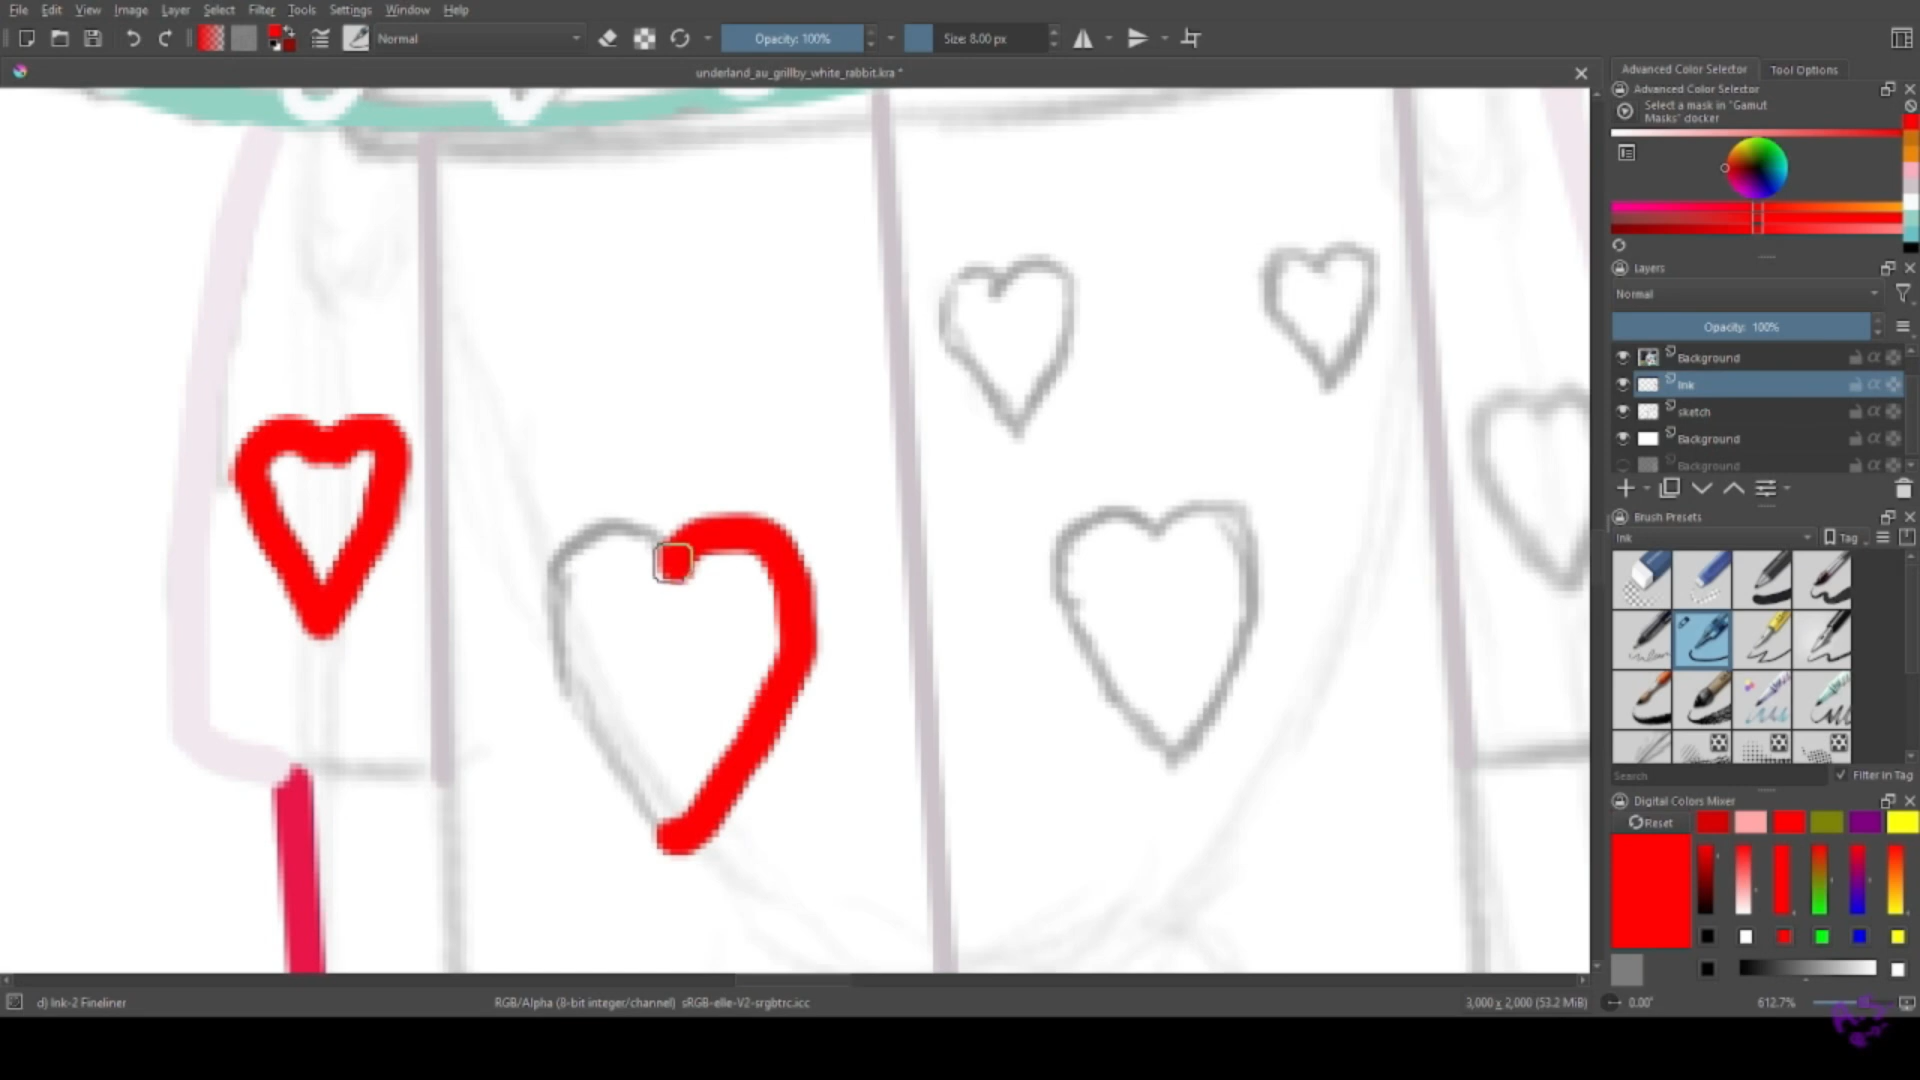 File Edit View Image Layer Select Filter Tools Settings Window Help
Normal Opacity: 100% Size: 8.00 px
underland_au_grillby_white_rabbit.kra *
Advanced Color Selector Tool Options
Advanced Color Selector
Select a mask in "Gamut
Masks" docker
Layers
Normal
Opacity: 100%
Background
Ink
sketch
Background
Background
Brush Presets
Ink Tag
Search Filter in Tag
Digital Colors Mixer
Reset
d) Ink-2 Fineliner RGB/Alpha (8-bit integer/channel) sRGB-elle-V2-srgbtrc.icc 3,000 x 2,000 (53.2 MiB) 0.00° 612.7%